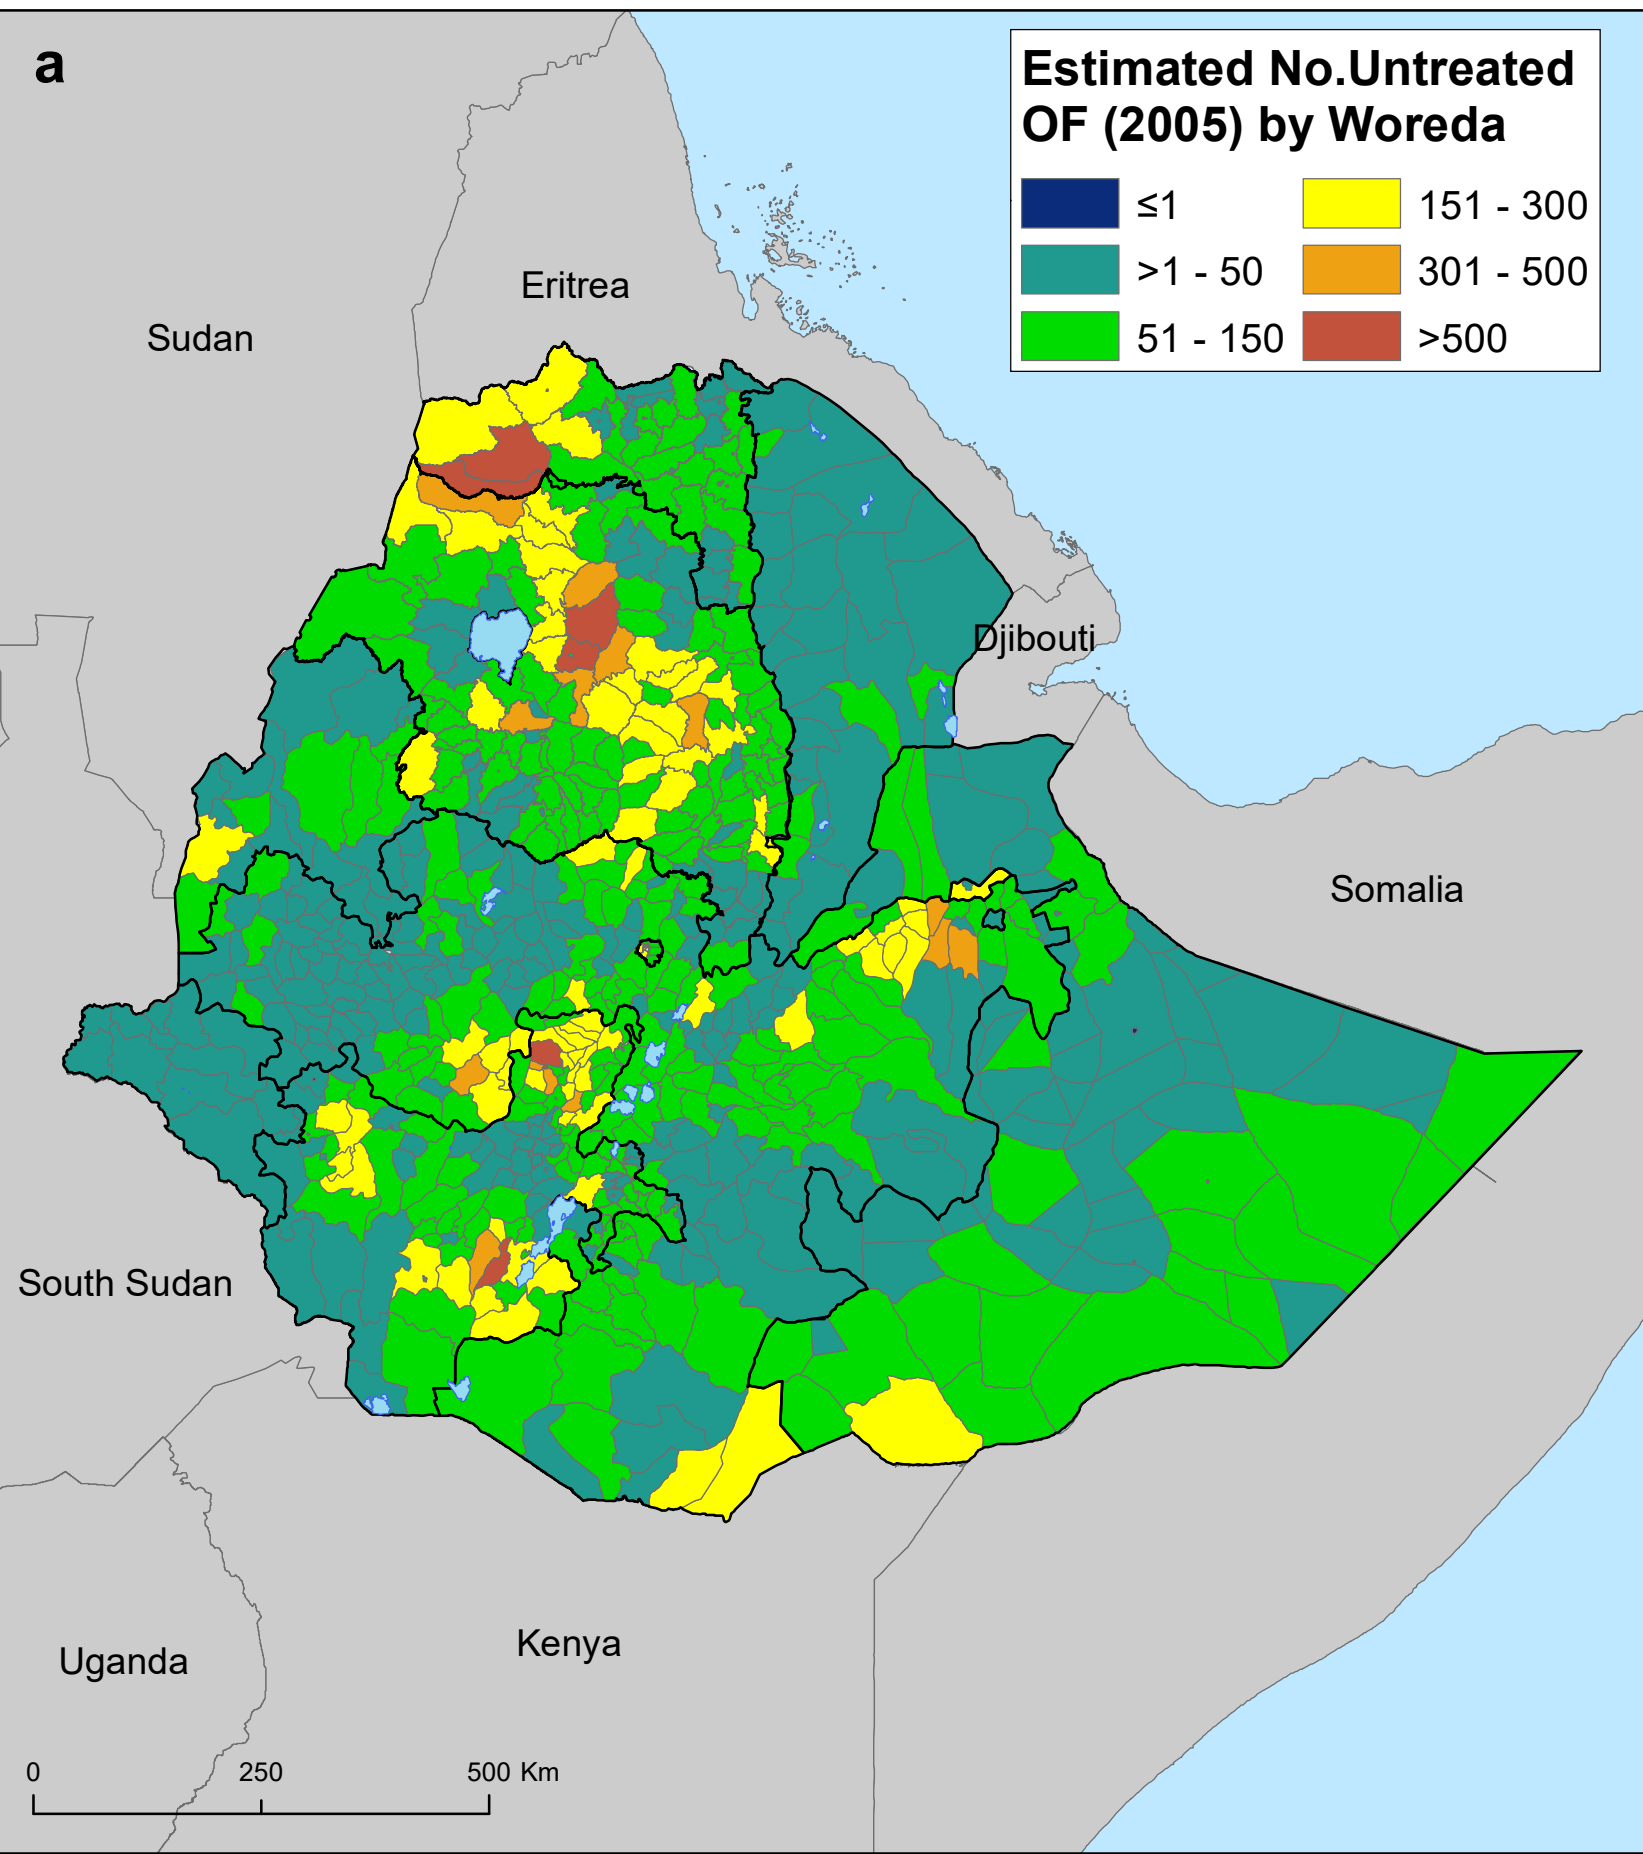 a
Estimated No.Untreated
OF (2005) by Woreda
≤1
151 - 300
>1 - 50
301 - 500
51 - 150
>500
Eritrea
Sudan
Djibouti
Somalia
South Sudan
Kenya
Uganda
0 250 500 Km